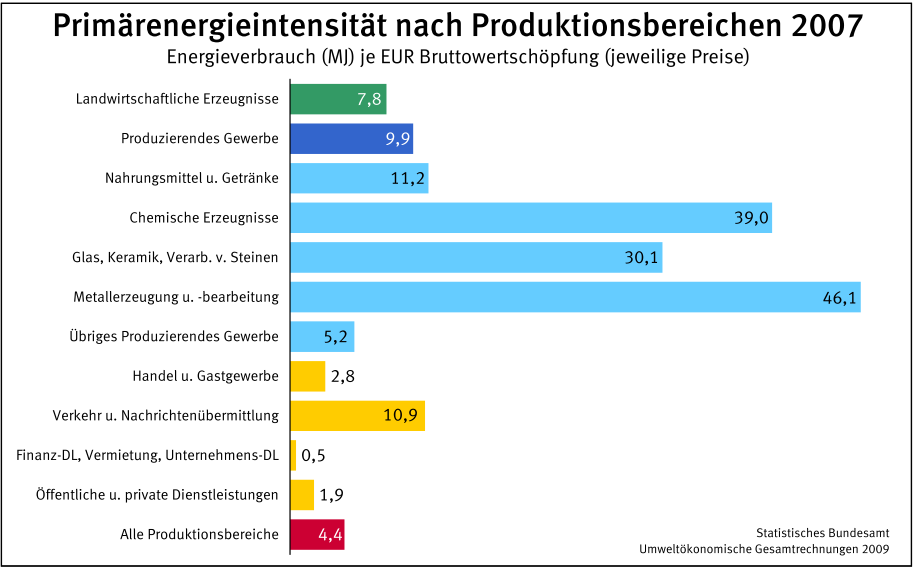 Primärenergieintensität nach Produktionsbereichen 2007
Energieverbrauch (MJ) je EUR Bruttowertschöpfung (jeweilige Preise)
Landwirtschaftliche Erzeugnisse 7,8
Produzierendes Gewerbe 9,9
Nahrungsmittel u. Getränke 11,2
Chemische Erzeugnisse 39,0
Glas, Keramik, Verarb. v. Steinen 30,1
Metallerzeugung u. -bearbeitung 46,1
Übriges Produzierendes Gewerbe 5,2
Handel u. Gastgewerbe 2,8
Verkehr u. Nachrichtenübermittlung 10,9
Finanz-DL, Vermietung, Unternehmens-DL 0,5
Öffentliche u. private Dienstleistungen 1,9
Alle Produktionsbereiche 4,4
Statistisches Bundesamt
Umweltökonomische Gesamtrechnungen 2009